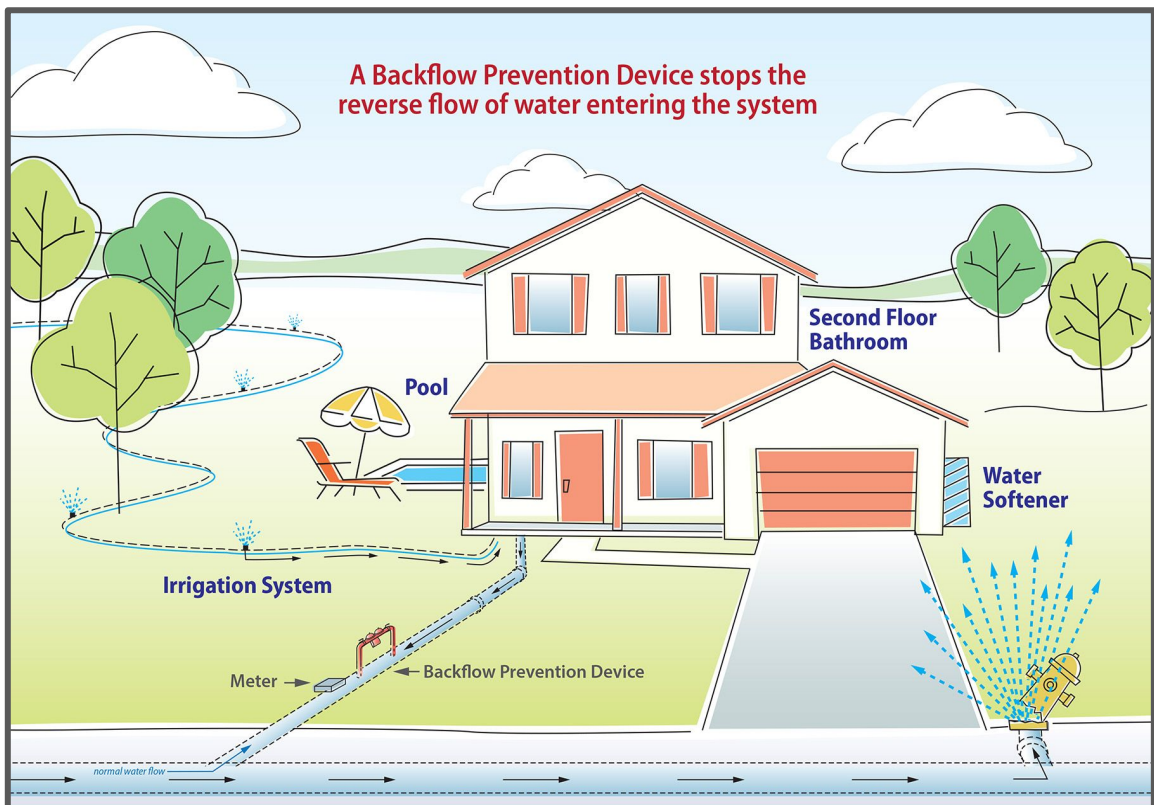 A Backflow Prevention Device stops the
reverse flow of water entering the system
Second Floor
Bathroom
Pool
Water
Softener
Irrigation System
Backflow Prevention Device
Meter
normal water flow